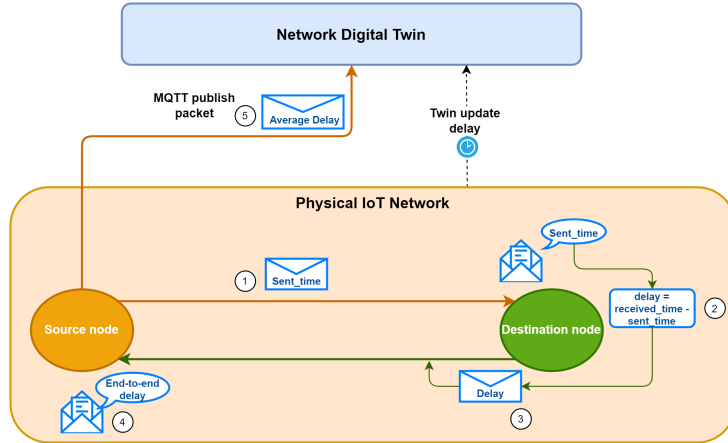 Network Digital Twin
MQTT publish
packet
5
Average Delay
Twin update
delay
Physical IoT Network
1
Sent_time
Sent_time
delay =
received_time -
sent_time
2
Source node
Destination node
End-to-end
delay
4
Delay
3